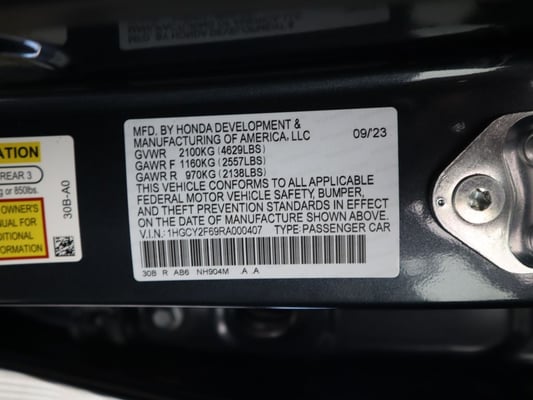 MFD. BY HONDA DEVELOPMENT &
MANUFACTURING OF AMERICA, LLC 09/23
GVWR 2100KG (4629LBS)
GAWR F 1160KG (2557LBS)
GAWR R 970KG (2138LBS)
THIS VEHICLE CONFORMS TO ALL APPLICABLE
FEDERAL MOTOR VEHICLE SAFETY, BUMPER,
AND THEFT PREVENTION STANDARDS IN EFFECT
ON THE DATE OF MANUFACTURE SHOWN ABOVE.
V.I.N.: 1HGCY2F69RA000407 TYPE: PASSENGER CAR
30B R AB6 NH904M A A
ATION
REAR 3
g or 850lbs.
OWNER'S
NUAL FOR
DITIONAL
RMATION
30B-A0